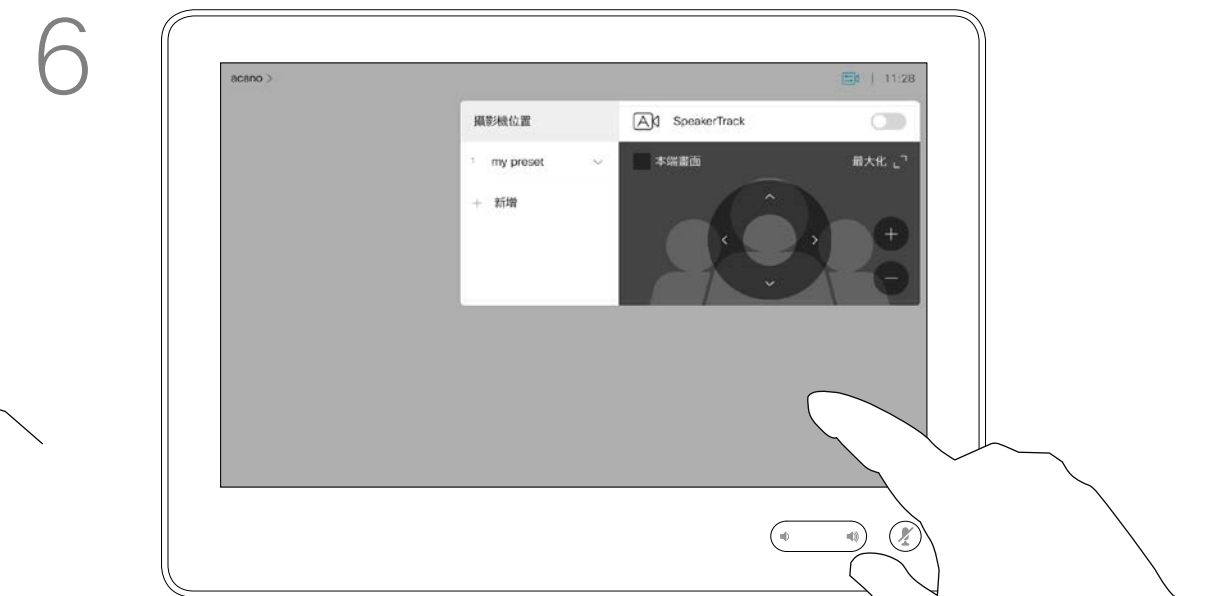 6
acano >
11:28
攝影機位置
SpeakerTrack
1 my preset
本端畫面
最大化
+ 新增